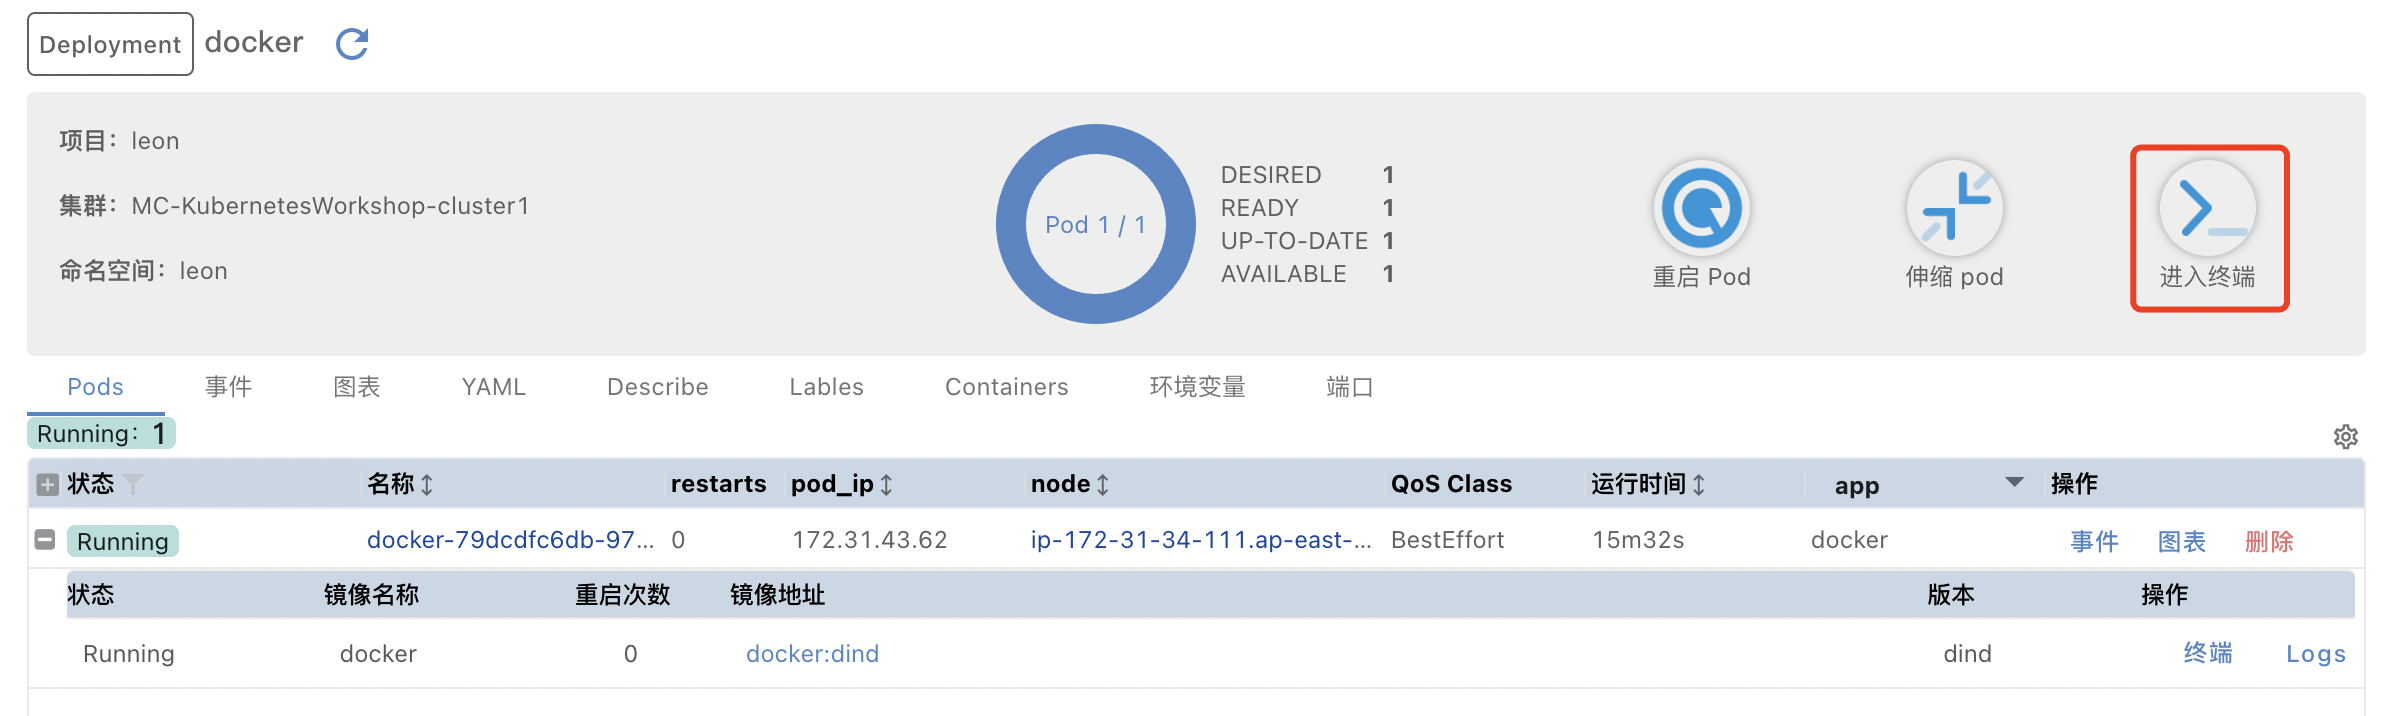 Deployment docker
项目： leon
集群： MC-KubernetesWorkshop-cluster1
命名空间： leon
Pod 1 / 1
DESIRED 1
READY 1
UP-TO-DATE 1
AVAILABLE 1
重启 Pod
伸缩 pod
进入终端
Pods 事件 图表 YAML Describe Lables Containers 环境变量 端口
Running: 1
状态 名称 restarts pod_ip node QoS Class 运行时间 app 操作
Running docker-79dcdfc6db-97... 0 172.31.43.62 ip-172-31-34-111.ap-east-... BestEffort 15m32s docker 事件 图表 删除
状态 镜像名称 重启次数 镜像地址 版本 操作
Running docker 0 docker:dind dind 终端 Logs